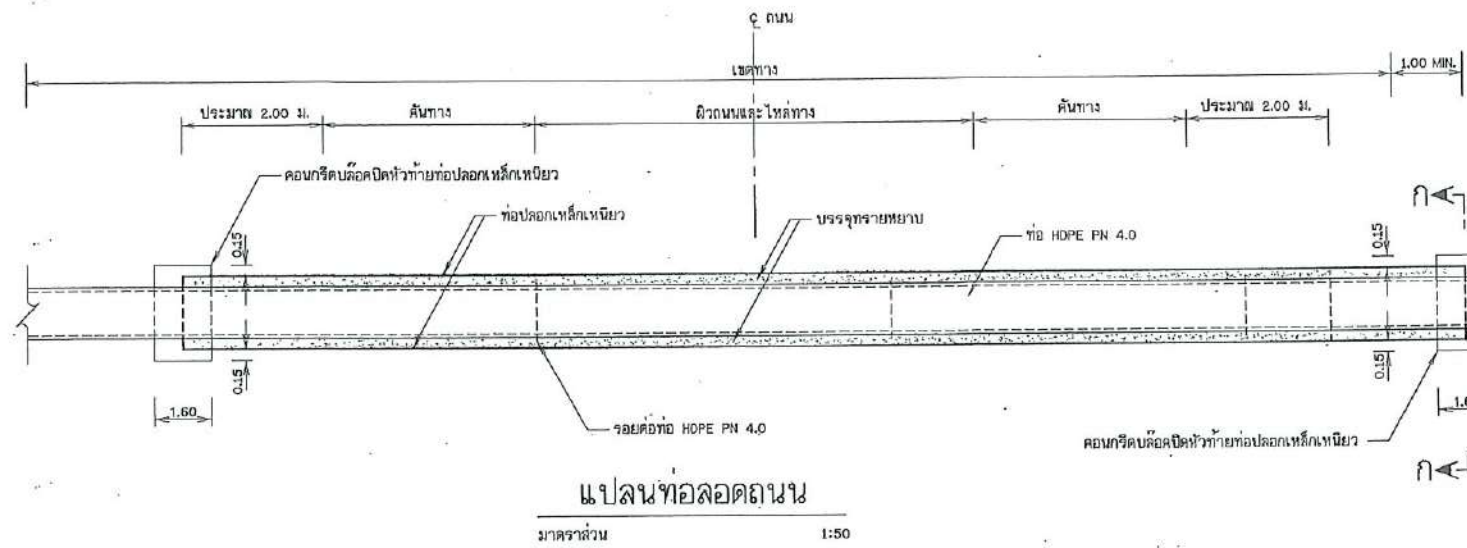 ℄ ถนน
เขตทาง
1.00 MIN.
ประมาณ 2.00 ม.
คันทาง
ผิวถนนและไหล่ทาง
คันทาง
ประมาณ 2.00 ม.
คอนกรีตบล๊อคปิดหัวท้ายท่อปลอกเหล็กเหนียว
ท่อปลอกเหล็กเหนียว
บรรจุทรายหยาบ
ท่อ HDPE PN 4.0
ก
0.15
0.15
0.15
0.15
1.60
รอยต่อท่อ HDPE PN 4.0
คอนกรีตบล๊อคปิดหัวท้ายท่อปลอกเหล็กเหนียว
ก
แปลนท่อลอดถนน
มาตราส่วน 1:50